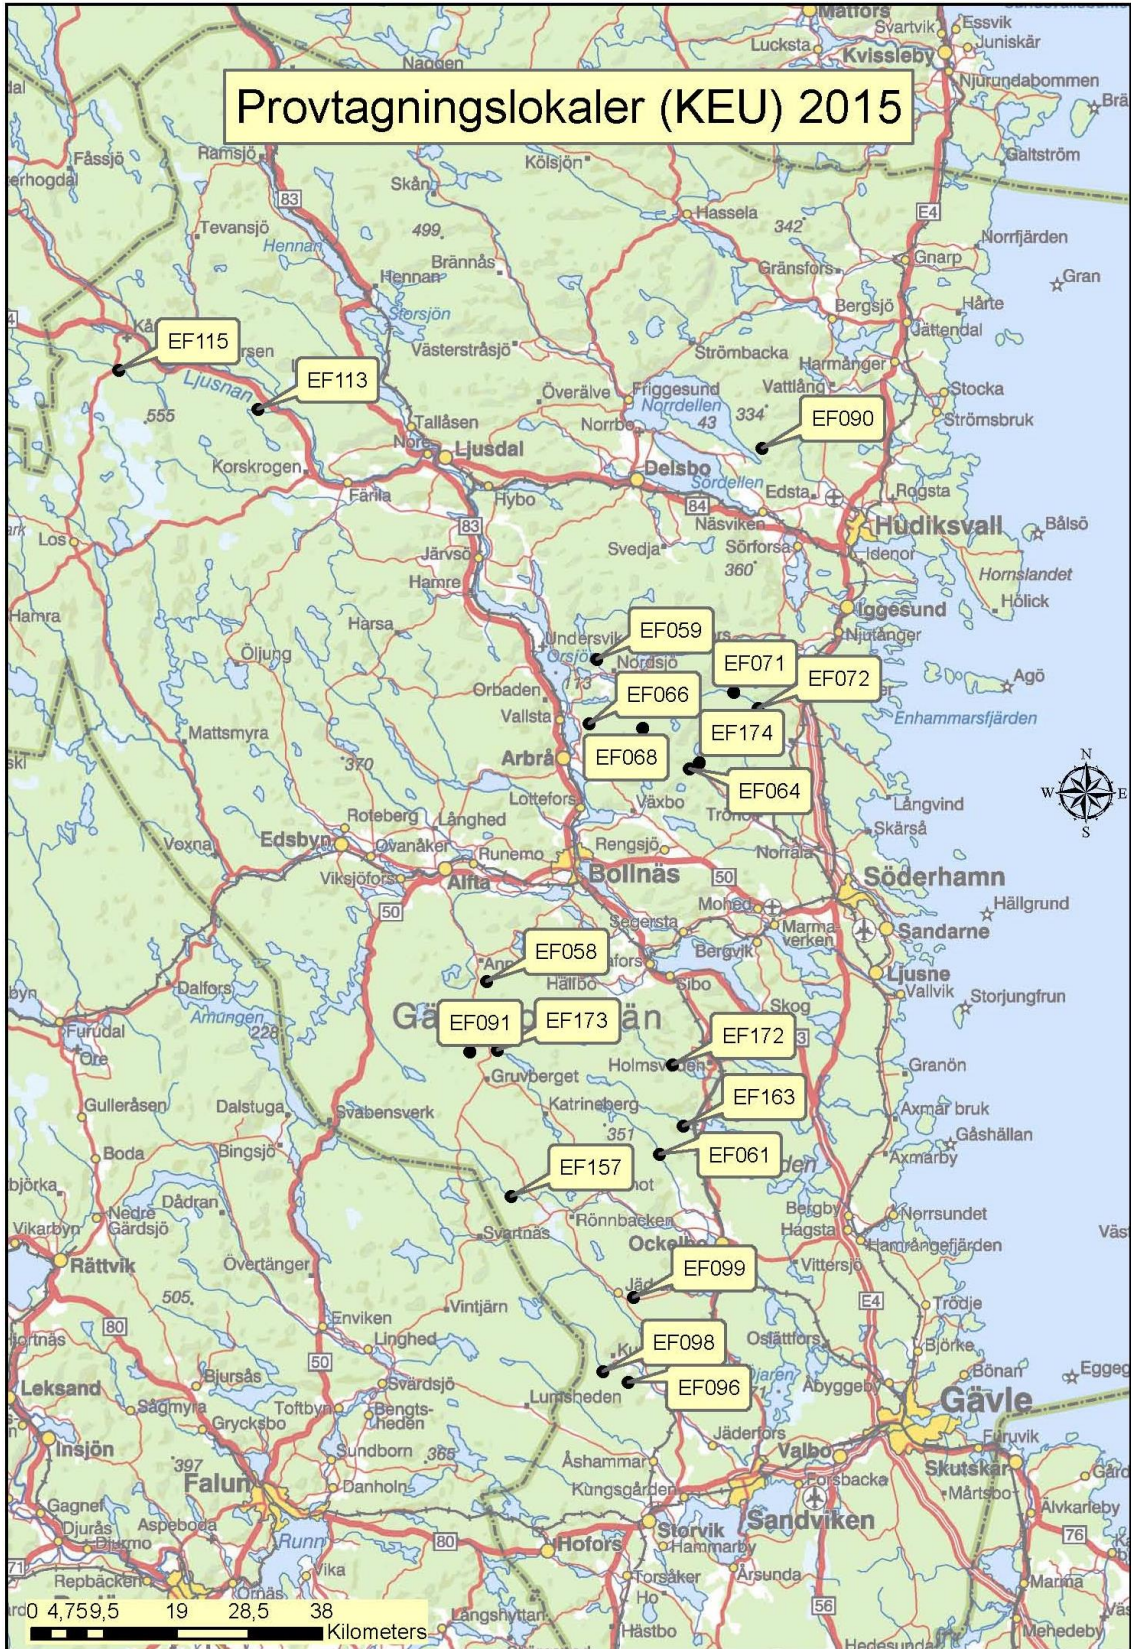 Matfors
Svartvik
Essvik
Lucksta
Juniskär
Kvissleby
Naggen
Njurundabommen
Provtagningslokaler (KEU) 2015
Fåssjö
Ramsjö
Kölsjön
Galtström
Skån
83
Hassela
E4
342
Tevansjö
499
Norrfjärden
Hennan
Brännås
Gränsfors
Gnarp
Gran
Hennan
Storsjön
Bergsjö
Hårte
Jättendal
EF115
Västerstråsjö
Strömbacka
Harmånger
Ljusnan
EF113
Överälve
Friggesund
Vattlång
Stocka
555
Norrdellen
43
334
EF090
Strömsbruk
Tallåsen
Norrbo
Nore
Ljusdal
Korskrogen
Delsbo
Färila
Hybo
Sördellen
Edsta
Rogsta
84
Näsviken
Hudiksvall
Bålsö
83
Los
Svedja
Sörforsa
Idenor
Järvsö
360
Hornslandet
Hamre
Hölick
Hamra
Iggesund
Harsa
Undersvik
EF059
Njutånger
Öljung
Orsjö
Nordsjö
EF071
EF072
Agö
113
EF066
Orbaden
Vallsta
Enhammarsfjärden
Mattsmyra
EF174
Arbrå
EF068
370
EF064
N
W
E
S
Lottefors
Växbo
Långvind
Roteberg
Långhed
Skärså
Voxna
Edsbyn
Ovanåker
Runemo
Rengsjö
Norrala
Viksjöfors
Alfta
Bollnäs
50
Söderhamn
50
Mohed
Hällgrund
Segersta
Marma-
verken
Sandarne
Bergvik
EF058
Hällbo
Sibo
Ljusne
Dalfors
Vallvik
Amungen
Skog
Storjungfrun
228
Furudal
Ore
EF091
EF173
EF172
Holmsveden
Granön
Gruvberget
Gulleråsen
Dalstuga
Svabensverk
Katrineberg
EF163
Axmar bruk
351
Gåshällan
Boda
Bingsjö
EF061
Axmarby
EF157
Dådran
Nedre
Gärdsjö
Bergby
Norrsundet
Vikarbyn
Svartnäs
Rönnbacken
Hagsta
Ockelbo
Hamrångefjärden
Rättvik
Övertänger
Vittersjö
EF099
505
Vintjärn
E4
Trödje
80
Enviken
Oslättfors
Linghed
EF098
Björke
50
Bönan
Leksand
Bjursås
Svärdsjö
EF096
Åbyggeby
Lumsheden
Gävle
Sågmyra
Toftbyn
Bengts-
heden
Grycksbo
Insjön
Sundborn
365
Jäderfors
Furuvik
397
Åshammar
Valbo
Skutskär
Falun
Danholn
Kungsgården
Forsbacka
Mårtsbo
Gagnef
Älvkarleby
Aspeboda
Djurås
Djurmo
Runn
Storvik
Sandviken
80
76
Hofors
Hammarby
Repbäcken
Vika
Torsåker
Årsunda
Marma
Ornäs
Ho
56
0 4,75 9,5 19 28,5 38
Kilometers
Långshyttan
Hästbo
Hedesunda
Mehedeby